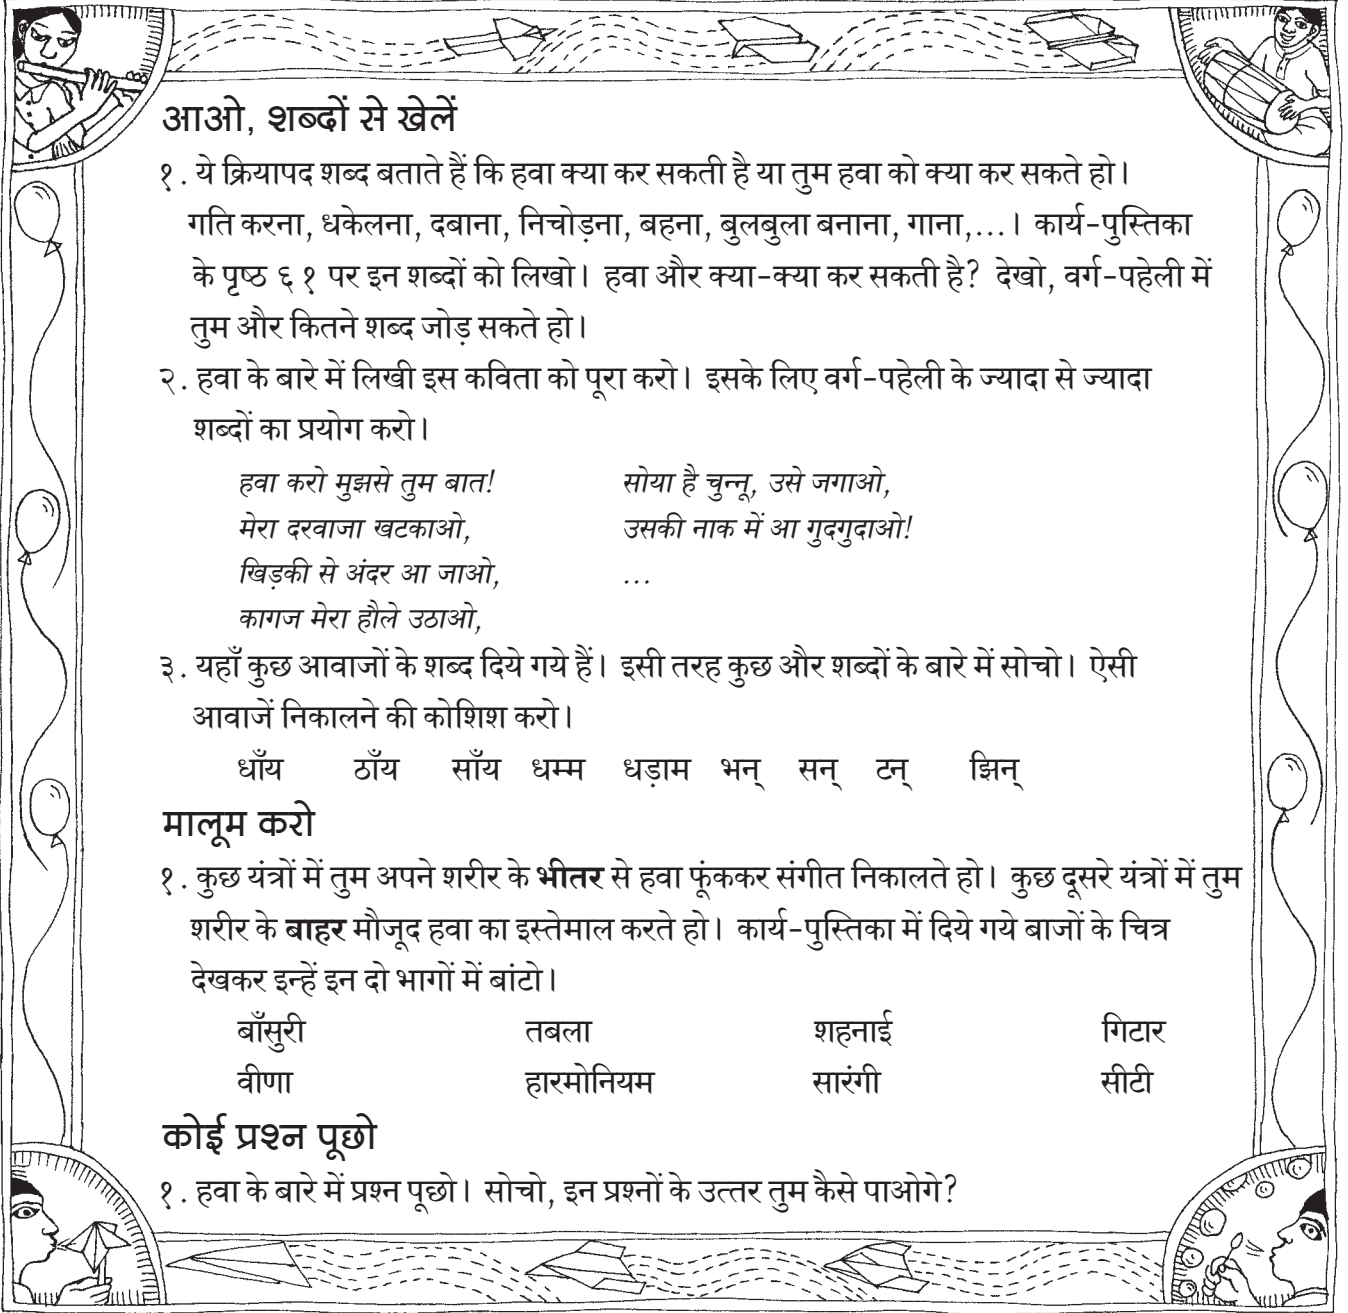 आओ, शब्दों से खेलें
१. ये क्रियापद शब्द बताते हैं कि हवा क्या कर सकती है या तुम हवा को क्या कर सकते हो।
गति करना, धकेलना, दबाना, निचोड़ना, बहना, बुलबुला बनाना, गाना,...। कार्य-पुस्तिका
के पृष्ठ ६१ पर इन शब्दों को लिखो। हवा और क्या-क्या कर सकती है? देखो, वर्ग-पहेली में
तुम और कितने शब्द जोड़ सकते हो।
२. हवा के बारे में लिखी इस कविता को पूरा करो। इसके लिए वर्ग-पहेली के ज्यादा से ज्यादा
शब्दों का प्रयोग करो।
हवा करो मुझसे तुम बात!
मेरा दरवाजा खटकाओ,
खिड़की से अंदर आ जाओ,
कागज मेरा हौले उठाओ,
सोया है चुन्नू, उसे जगाओ,
उसकी नाक में आ गुदगुदाओ!
...
३. यहाँ कुछ आवाजों के शब्द दिये गये हैं। इसी तरह कुछ और शब्दों के बारे में सोचो। ऐसी
आवाजें निकालने की कोशिश करो।
धाँय ठाँय साँय धम्म धड़ाम भन् सन् टन् झिन्
मालूम करो
१. कुछ यंत्रों में तुम अपने शरीर के भीतर से हवा फूंककर संगीत निकालते हो। कुछ दूसरे यंत्रों में तुम
शरीर के बाहर मौजूद हवा का इस्तेमाल करते हो। कार्य-पुस्तिका में दिये गये बाजों के चित्र
देखकर इन्हें इन दो भागों में बांटो।
बाँसुरी तबला शहनाई गिटार
वीणा हारमोनियम सारंगी सीटी
कोई प्रश्न पूछो
१. हवा के बारे में प्रश्न पूछो। सोचो, इन प्रश्नों के उत्तर तुम कैसे पाओगे?